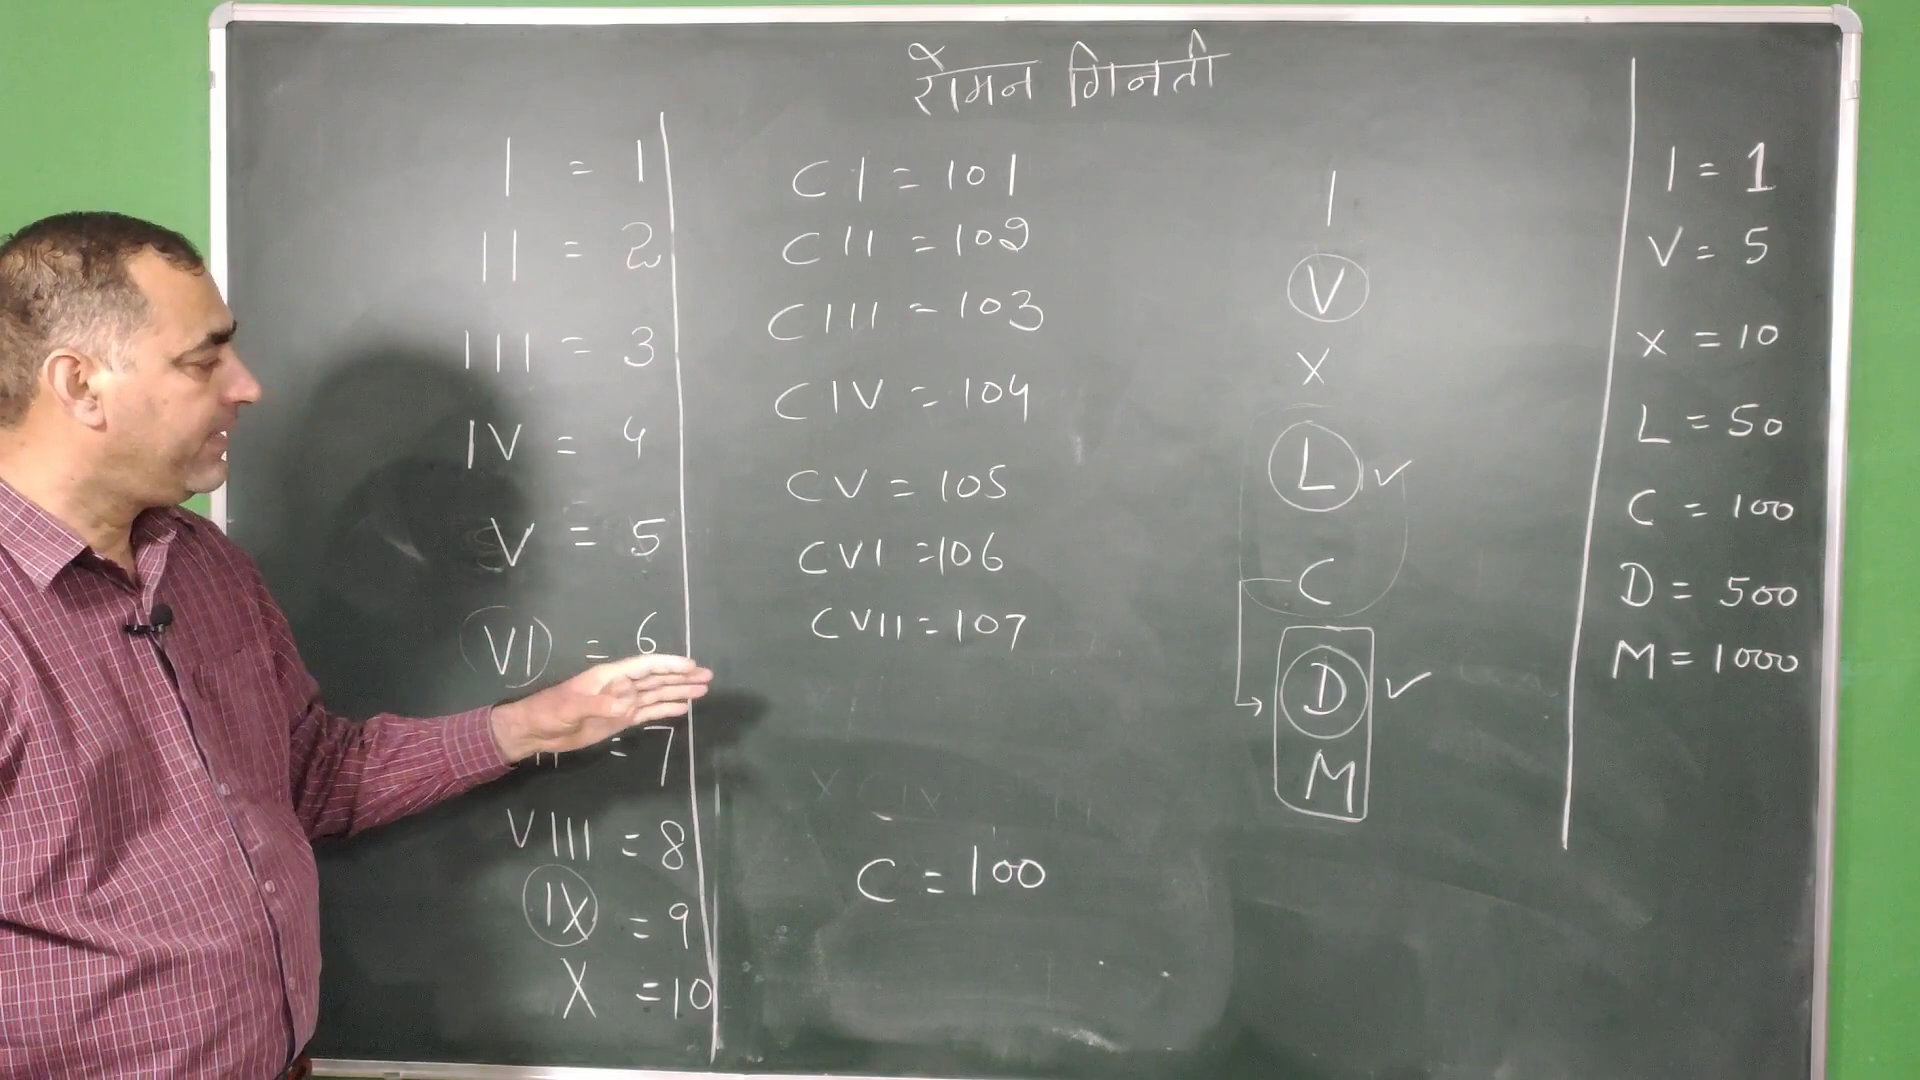 रोमन गिनती
I = 1
II = 2
III = 3
IV = 4
V = 5
VI = 6
= 7
VIII = 8
IX = 9
X = 10
CI = 101
CII = 102
CIII = 103
CIV = 104
CV = 105
CVI = 106
CVII = 107
C = 100
I
V
X
L ✓
C
D ✓
M
I = 1
V = 5
X = 10
L = 50
C = 100
D = 500
M = 1000